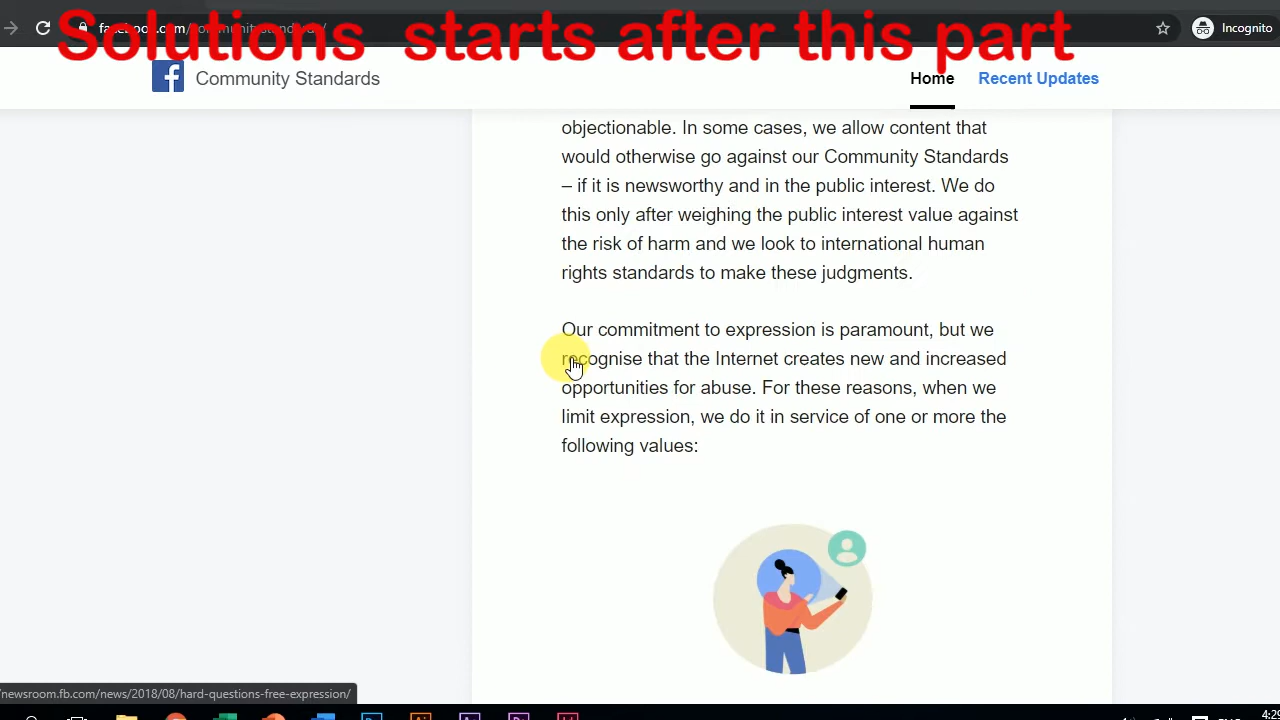 Solutions starts after this part
Incognito
Community Standards
Home
Recent Updates
objectionable. In some cases, we allow content that
would otherwise go against our Community Standards
– if it is newsworthy and in the public interest. We do
this only after weighing the public interest value against
the risk of harm and we look to international human
rights standards to make these judgments.
Our commitment to expression is paramount, but we
recognise that the Internet creates new and increased
opportunities for abuse. For these reasons, when we
limit expression, we do it in service of one or more the
following values:
/newsroom.fb.com/news/2018/08/hard-questions-free-expression/